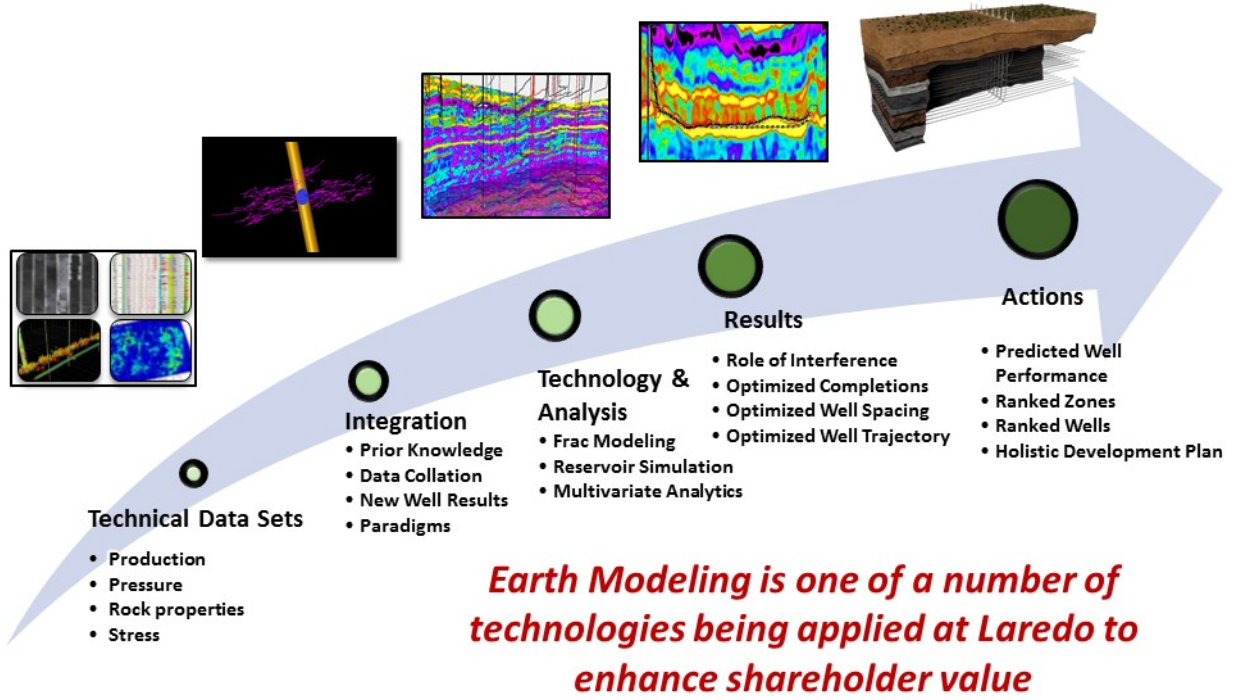 Technical Data Sets
• Production
• Pressure
• Rock properties
• Stress
Integration
• Prior Knowledge
• Data Collation
• New Well Results
• Paradigms
Technology &
Analysis
• Frac Modeling
• Reservoir Simulation
• Multivariate Analytics
Results
• Role of Interference
• Optimized Completions
• Optimized Well Spacing
• Optimized Well Trajectory
Actions
• Predicted Well
Performance
• Ranked Zones
• Ranked Wells
• Holistic Development Plan
Earth Modeling is one of a number of
technologies being applied at Laredo to
enhance shareholder value